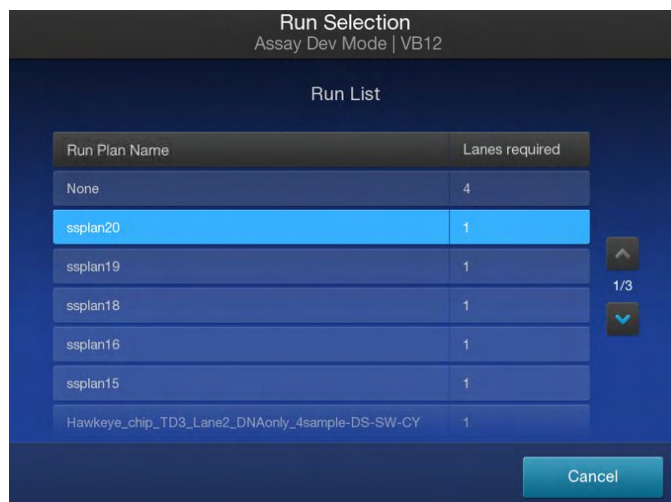 Run Selection
Assay Dev Mode | VB12
Run List
Run Plan Name Lanes required
None 4
ssplan20 1
ssplan19 1
ssplan18 1
1/3
ssplan16 1
ssplan15 1
Hawkeye_chip_TD3_Lane2_DNAonly_4sample-DS-SW-CY 1
Cancel